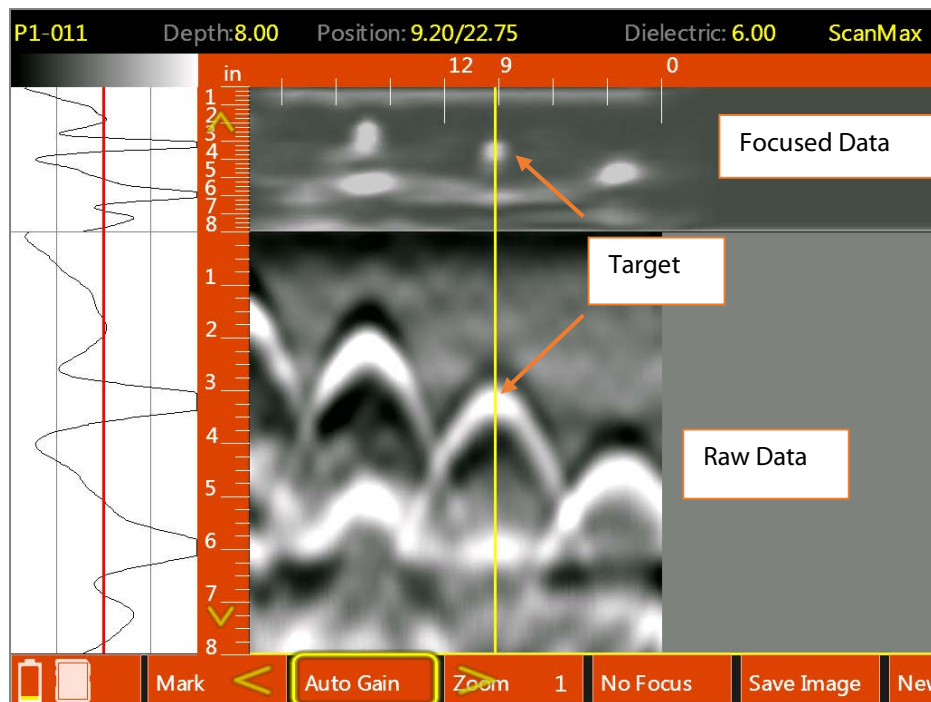 P1-011 Depth:8.00 Position: 9.20/22.75 Dielectric: 6.00 ScanMax
in 12 9 0
1
2
3
4
5
6
7
8
Focused Data
Target
1
2
3
4
5
6
7
8
Raw Data
Mark Auto Gain Zoom 1 No Focus Save Image New